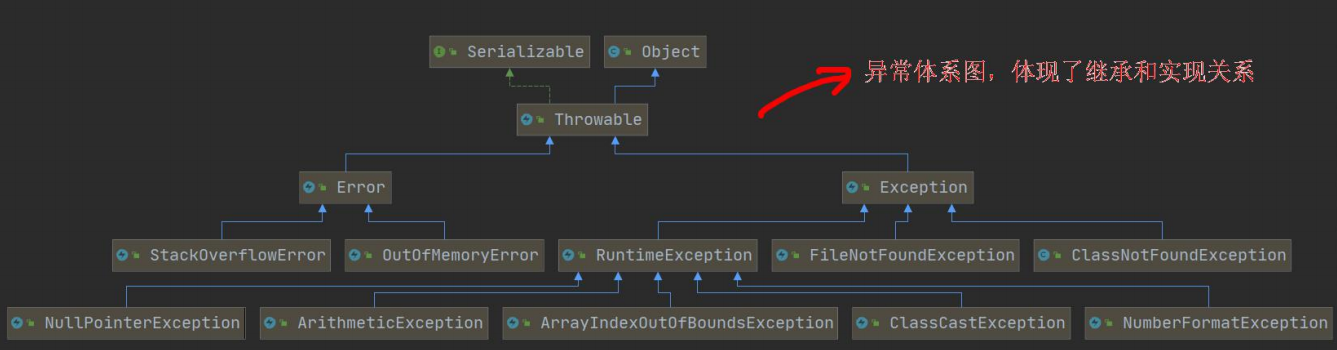 Serializable
Object
异常体系图，体现了继承和实现关系
Throwable
Error
Exception
StackOverflowError
OutOfMemoryError
RuntimeException
FileNotFoundException
ClassNotFoundException
NullPointerException
ArithmeticException
ArrayIndexOutOfBoundsException
ClassCastException
NumberFormatException